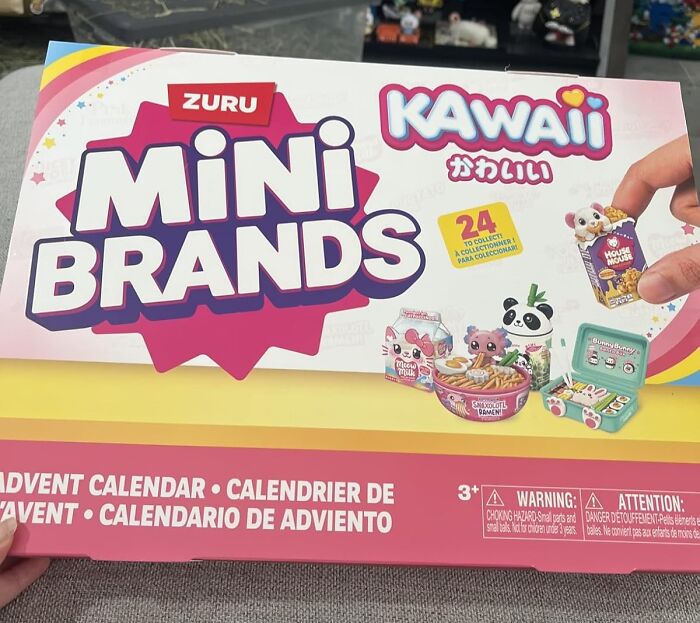 ZURU
MiNi
BRANDS
KAWAii
かわいい
24
TO COLLECT!
À COLLECTIONNER !
PARA COLECCIONAR!
HOUSE
MOUSE
Meow
Milk
SNAXOLOTL
RAMEN!
BunnyBunny
ADVENT CALENDAR • CALENDRIER DE
L'AVENT • CALENDARIO DE ADVIENTO
3+
WARNING:
CHOKING HAZARD-Small parts and
small balls. Not for children under 3 years.
ATTENTION:
DANGER D'ÉTOUFFEMENT-Petits éléments
balles. Ne convient pas aux enfants de moins de